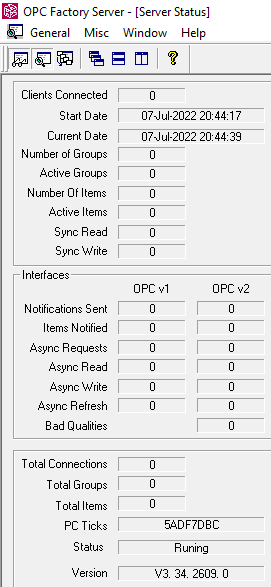 OPC Factory Server - [Server Status]
General Misc Window Help
?
Clients Connected 0
Start Date 07-Jul-2022 20:44:17
Current Date 07-Jul-2022 20:44:39
Number of Groups 0
Active Groups 0
Number Of Items 0
Active Items 0
Sync Read 0
Sync Write 0
Interfaces
OPC v1 OPC v2
Notifications Sent 0 0
Items Notified 0 0
Async Requests 0 0
Async Read 0 0
Async Write 0 0
Async Refresh 0 0
Bad Qualities 0
Total Connections 0
Total Groups 0
Total Items 0
PC Ticks 5ADF7DBC
Status Runing
Version V3. 34. 2609. 0